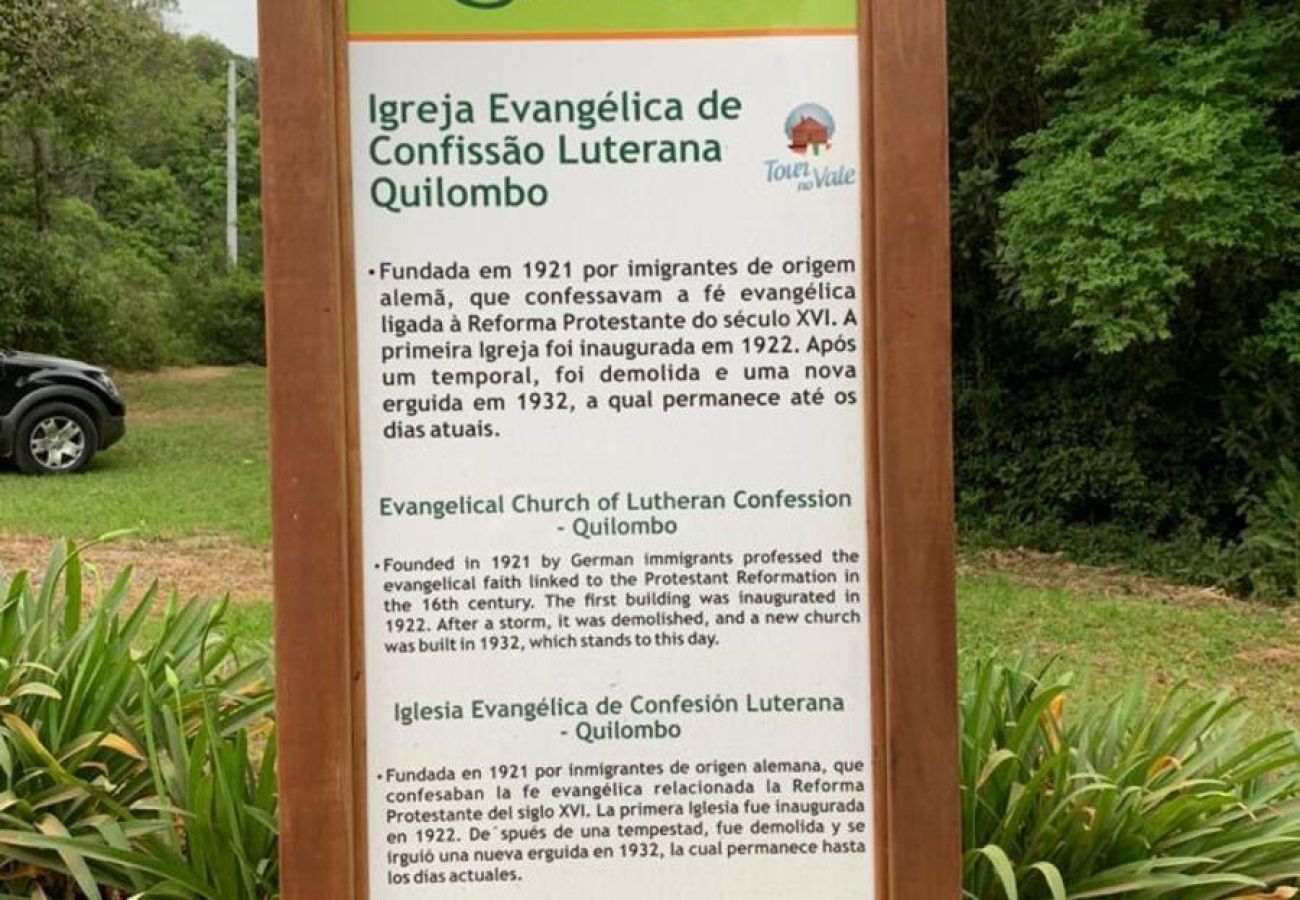 Igreja Evangélica de
Confissão Luterana
Quilombo
Tour
no Vale
• Fundada em 1921 por imigrantes de origem
alemã, que confessavam a fé evangélica
ligada à Reforma Protestante do século XVI. A
primeira Igreja foi inaugurada em 1922. Após
um temporal, foi demolida e uma nova
erguida em 1932, a qual permanece até os
dias atuais.
Evangelical Church of Lutheran Confession
- Quilombo
• Founded in 1921 by German immigrants professed the
evangelical faith linked to the Protestant Reformation in
the 16th century. The first building was inaugurated in
1922. After a storm, it was demolished, and a new church
was built in 1932, which stands to this day.
Iglesia Evangélica de Confesión Luterana
- Quilombo
• Fundada en 1921 por inmigrantes de origen alemana, que
confesaban la fe evangélica relacionada la Reforma
Protestante del siglo XVI. La primera Iglesia fue inaugurada
en 1922. De´spués de una tempestad, fue demolida y se
irguió una nueva erguida en 1932, la cual permanece hasta
los días actuales.